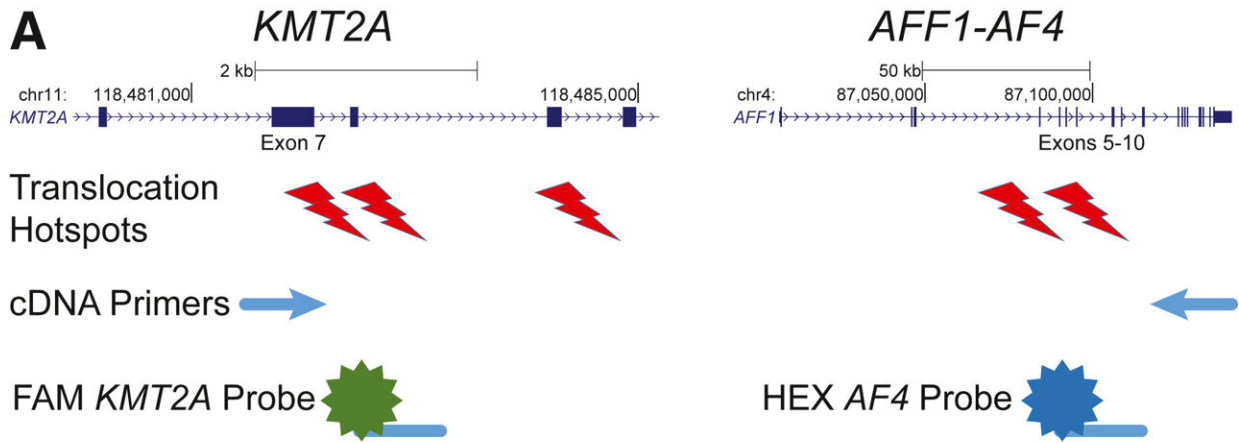 A
KMT2A
AFF1-AF4
2 kb
50 kb
chr11:
118,481,000
118,485,000
chr4:
87,050,000
87,100,000
KMT2A
AFF1
Exon 7
Exons 5-10
Translocation
Hotspots
cDNA Primers
FAM KMT2A Probe
HEX AF4 Probe